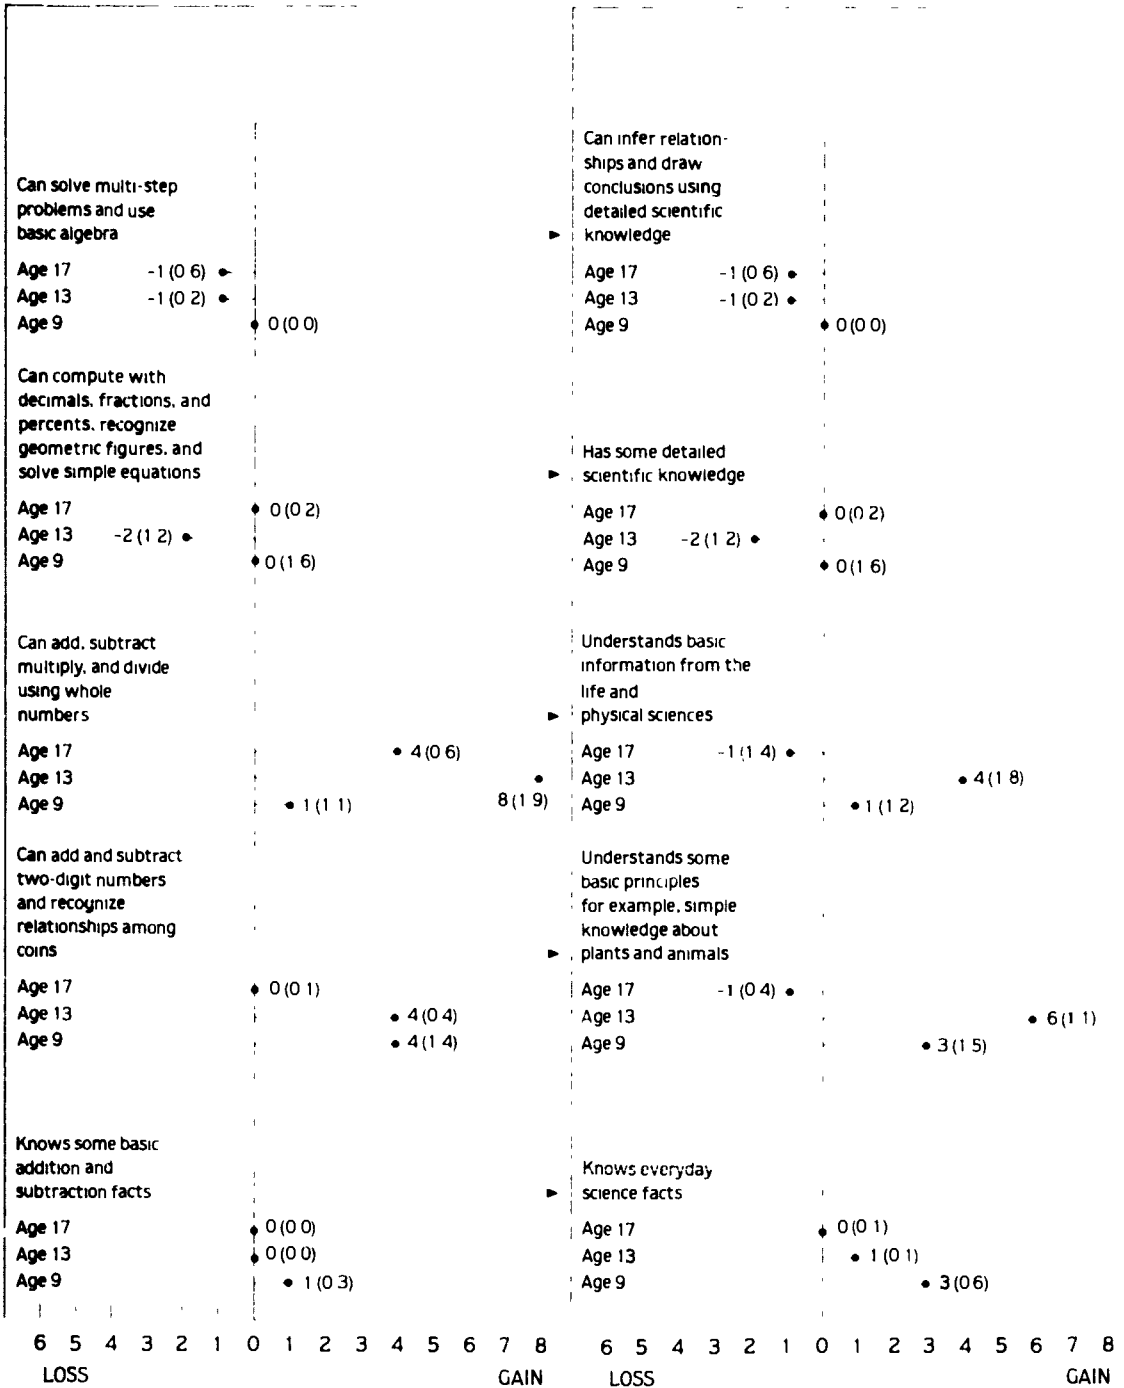 Can solve multi-step
problems and use
basic algebra
Age 17 -1 (0 6)
Age 13 -1 (0 2)
Age 9 0 (0 0)
Can compute with
decimals, fractions, and
percents, recognize
geometric figures, and
solve simple equations
Age 17 0 (0 2)
Age 13 -2 (1 2)
Age 9 0 (1 6)
Can add, subtract
multiply, and divide
using whole
numbers
Age 17 4 (0 6)
Age 13
Age 9 1 (1 1) 8 (1 9)
Can add and subtract
two-digit numbers
and recognize
relationships among
coins
Age 17 0 (0 1)
Age 13 4 (0 4)
Age 9 4 (1 4)
Knows some basic
addition and
subtraction facts
Age 17 0 (0 0)
Age 13 0 (0 0)
Age 9 1 (0 3)
6 5 4 3 2 1 0 1 2 3 4 5 6 7 8
LOSS GAIN
Can infer relation-
ships and draw
conclusions using
detailed scientific
knowledge
Age 17 -1 (0 6)
Age 13 -1 (0 2)
Age 9 0 (0 0)
Has some detailed
scientific knowledge
Age 17 0 (0 2)
Age 13 -2 (1 2)
Age 9 0 (1 6)
Understands basic
information from the
life and
physical sciences
Age 17 -1 (1 4)
Age 13 4 (1 8)
Age 9 1 (1 2)
Understands some
basic principles
for example, simple
knowledge about
plants and animals
Age 17 -1 (0 4)
Age 13 6 (1 1)
Age 9 3 (1 5)
Knows everyday
science facts
Age 17 0 (0 1)
Age 13 1 (0 1)
Age 9 3 (0 6)
6 5 4 3 2 1 0 1 2 3 4 5 6 7 8
LOSS GAIN